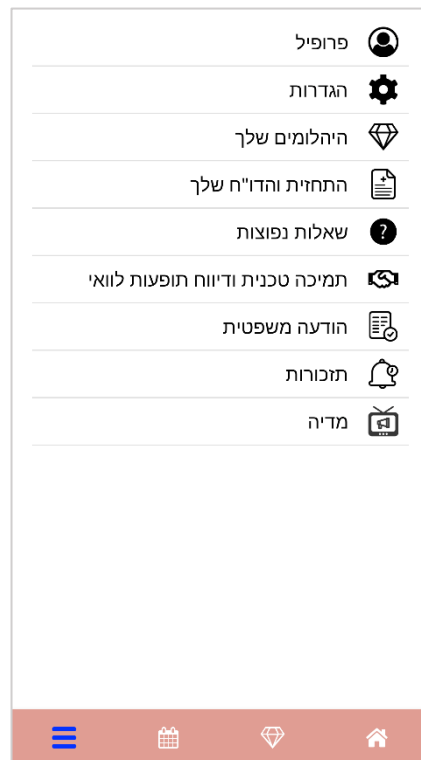 פרופיל
הגדרות
היהלומים שלך
התחזית והדו"ח שלך
שאלות נפוצות
תמיכה טכנית ודיווח תופעות לוואי
הודעה משפטית
תזכורות
מדיה